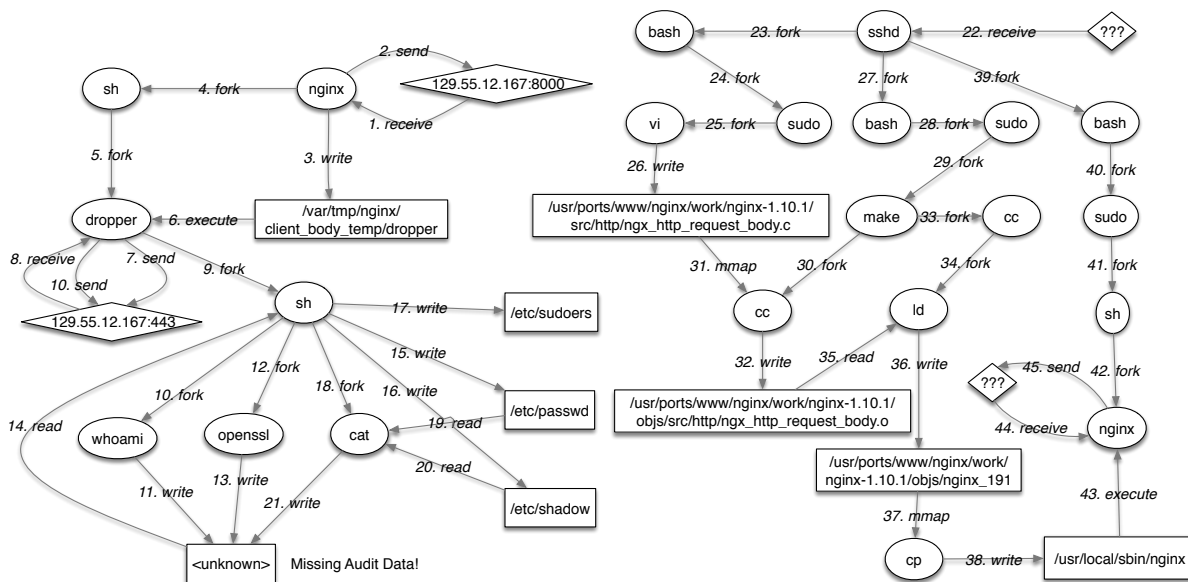 bash
23. fork
sshd
22. receive
???
2. send
sh
4. fork
nginx
129.55.12.167:8000
24. fork
27. fork
39.fork
1. receive
vi
25. fork
sudo
bash
28. fork
sudo
bash
5. fork
3. write
26. write
29. fork
40. fork
dropper
6. execute
/var/tmp/nginx/
client_body_temp/dropper
/usr/ports/www/nginx/work/nginx-1.10.1/
src/http/ngx_http_request_body.c
make
33. fork
cc
sudo
8. receive
7. send
10. send
9. fork
31. mmap
30. fork
34. fork
41. fork
129.55.12.167:443
sh
17. write
/etc/sudoers
cc
ld
sh
15. write
32. write
35. read
36. write
45. send
12. fork
16. write
18. fork
10. fork
???
42. fork
14. read
whoami
openssl
cat
19. read
/etc/passwd
/usr/ports/www/nginx/work/nginx-1.10.1/
objs/src/http/ngx_http_request_body.o
44. receive
nginx
20. read
11. write
13. write
21. write
/etc/shadow
/usr/ports/www/nginx/work/
nginx-1.10.1/objs/nginx_191
43. execute
37. mmap
<unknown>
Missing Audit Data!
cp
38. write
/usr/local/sbin/nginx